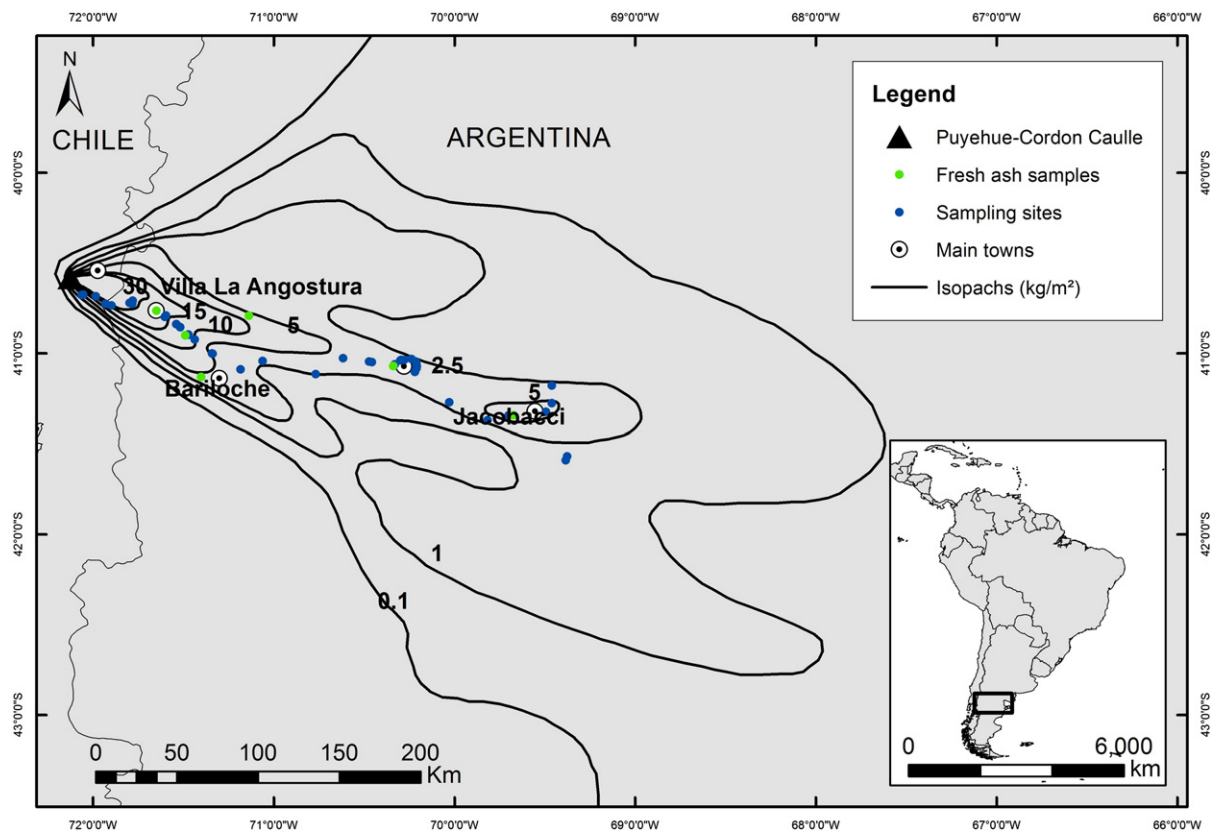 72°0'0"W 71°0'0"W 70°0'0"W 69°0'0"W 68°0'0"W 67°0'0"W 66°0'0"W
N
CHILE
ARGENTINA
Legend
Puyehue-Cordon Caulle
Fresh ash samples
Sampling sites
Main towns
Isopachs (kg/m²)
40°0'0"S
40°0'0"S
30 Villa La Angostura
15
10
5
41°0'0"S
41°0'0"S
2.5
Bariloche
5
Jacobacci
42°0'0"S
42°0'0"S
1
0.1
43°0'0"S
43°0'0"S
0 50 100 150 200
Km
0 6,000
Km
72°0'0"W 71°0'0"W 70°0'0"W 69°0'0"W 68°0'0"W 67°0'0"W 66°0'0"W